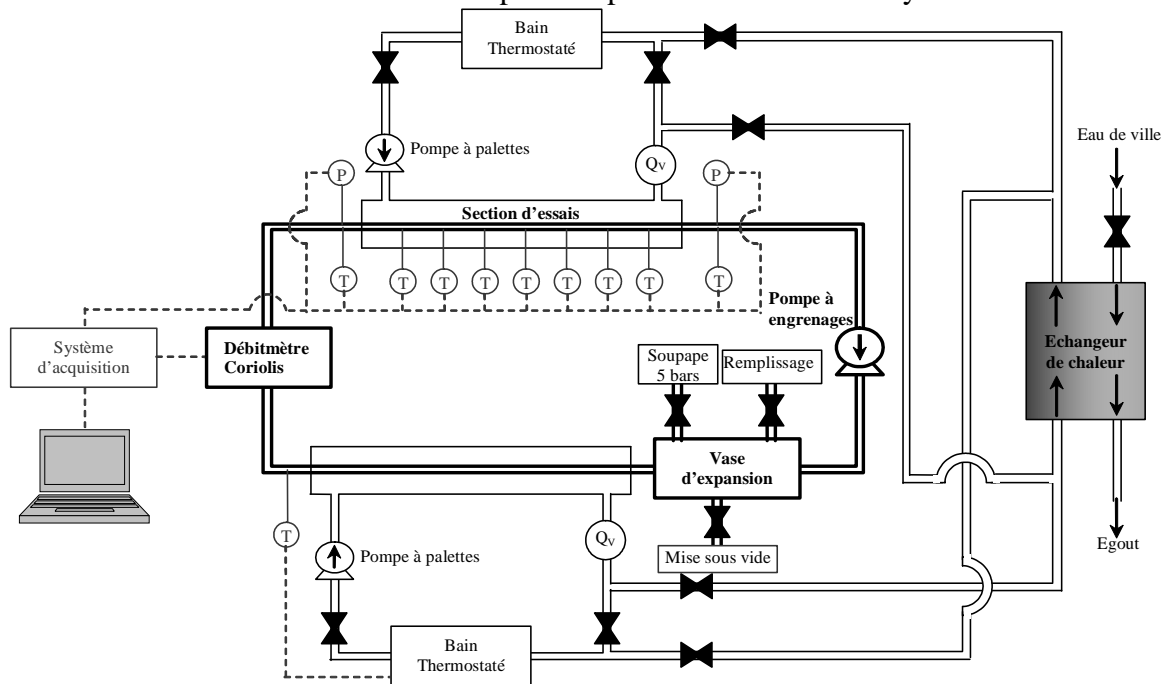 Bain
Thermostaté
Eau de ville
Pompe à palettes
Qv
P
P
Section d'essais
T
T
T
T
T
T
T
T
T
Pompe à
engrenages
Système
d'acquisition
Débitmètre
Coriolis
Soupape
5 bars
Remplissage
Echangeur
de chaleur
Vase
d'expansion
T
Pompe à palettes
Qv
Mise sous vide
Egout
Bain
Thermostaté